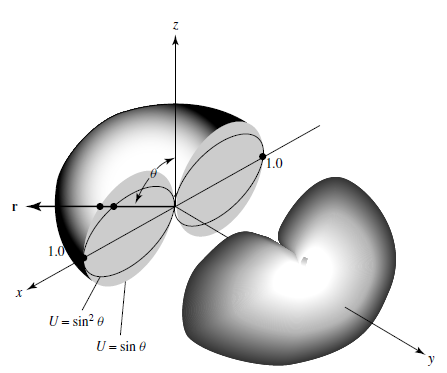 z
θ
1.0
r
1.0
x
U = sin² θ
U = sin θ
y